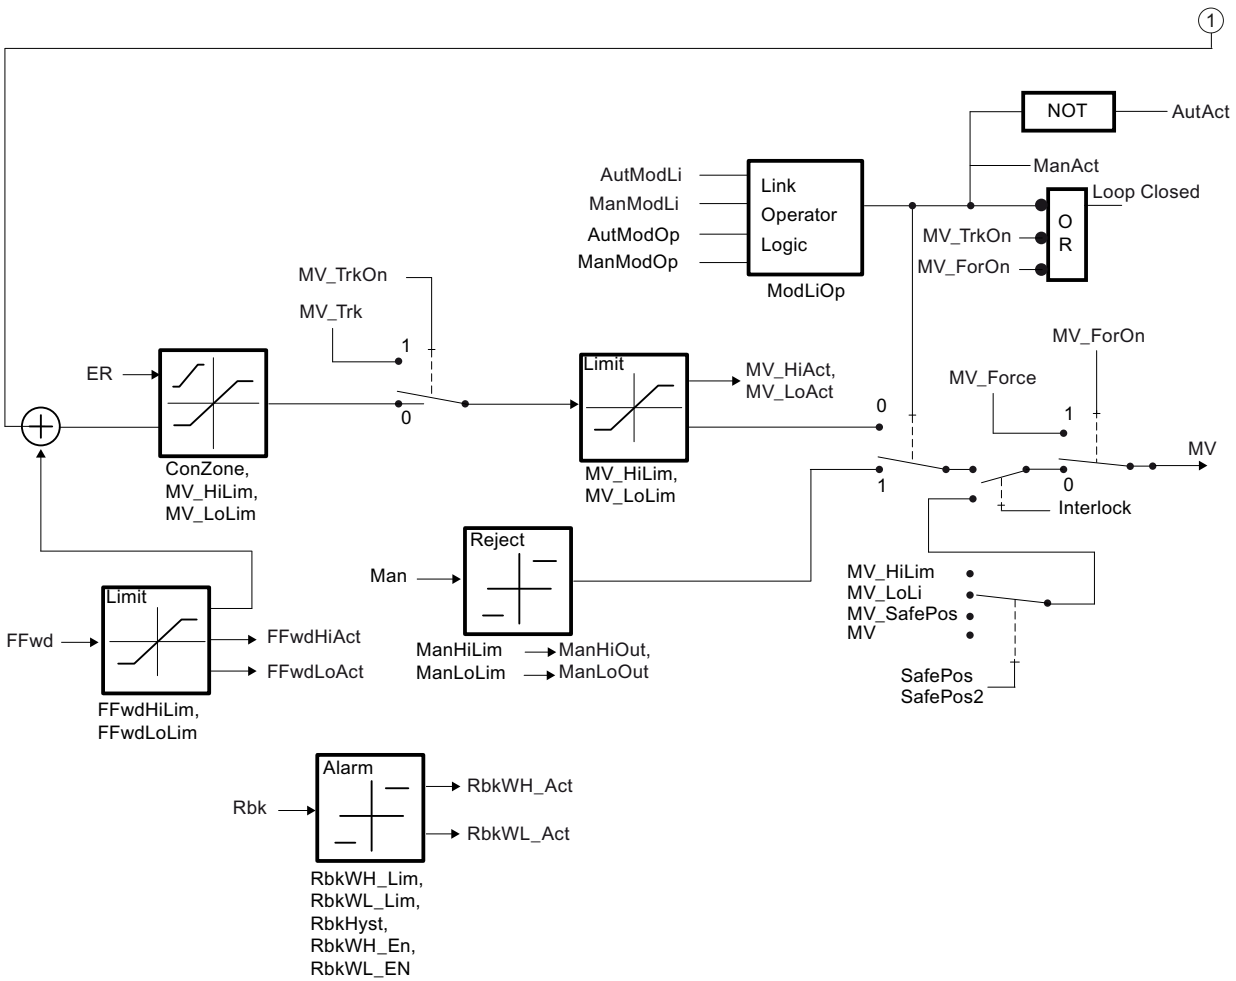 1
NOT
AutAct
ManAct
AutModLi
ManModLi
AutModOp
ManModOp
Link
Operator
Logic
ModLiOp
Loop Closed
O
R
MV_TrkOn
MV_ForOn
MV_TrkOn
MV_Trk
1
0
ER
ConZone,
MV_HiLim,
MV_LoLim
Limit
MV_HiAct,
MV_LoAct
MV_HiLim,
MV_LoLim
0
1
MV_ForOn
MV_Force
1
0
MV
Interlock
Reject
Man
ManHiLim
ManHiOut,
ManLoLim
ManLoOut
MV_HiLim
MV_LoLi
MV_SafePos
MV
SafePos
SafePos2
Limit
FFwd
FFwdHiAct
FFwdLoAct
FFwdHiLim,
FFwdLoLim
Alarm
Rbk
RbkWH_Act
RbkWL_Act
RbkWH_Lim,
RbkWL_Lim,
RbkHyst,
RbkWH_En,
RbkWL_EN